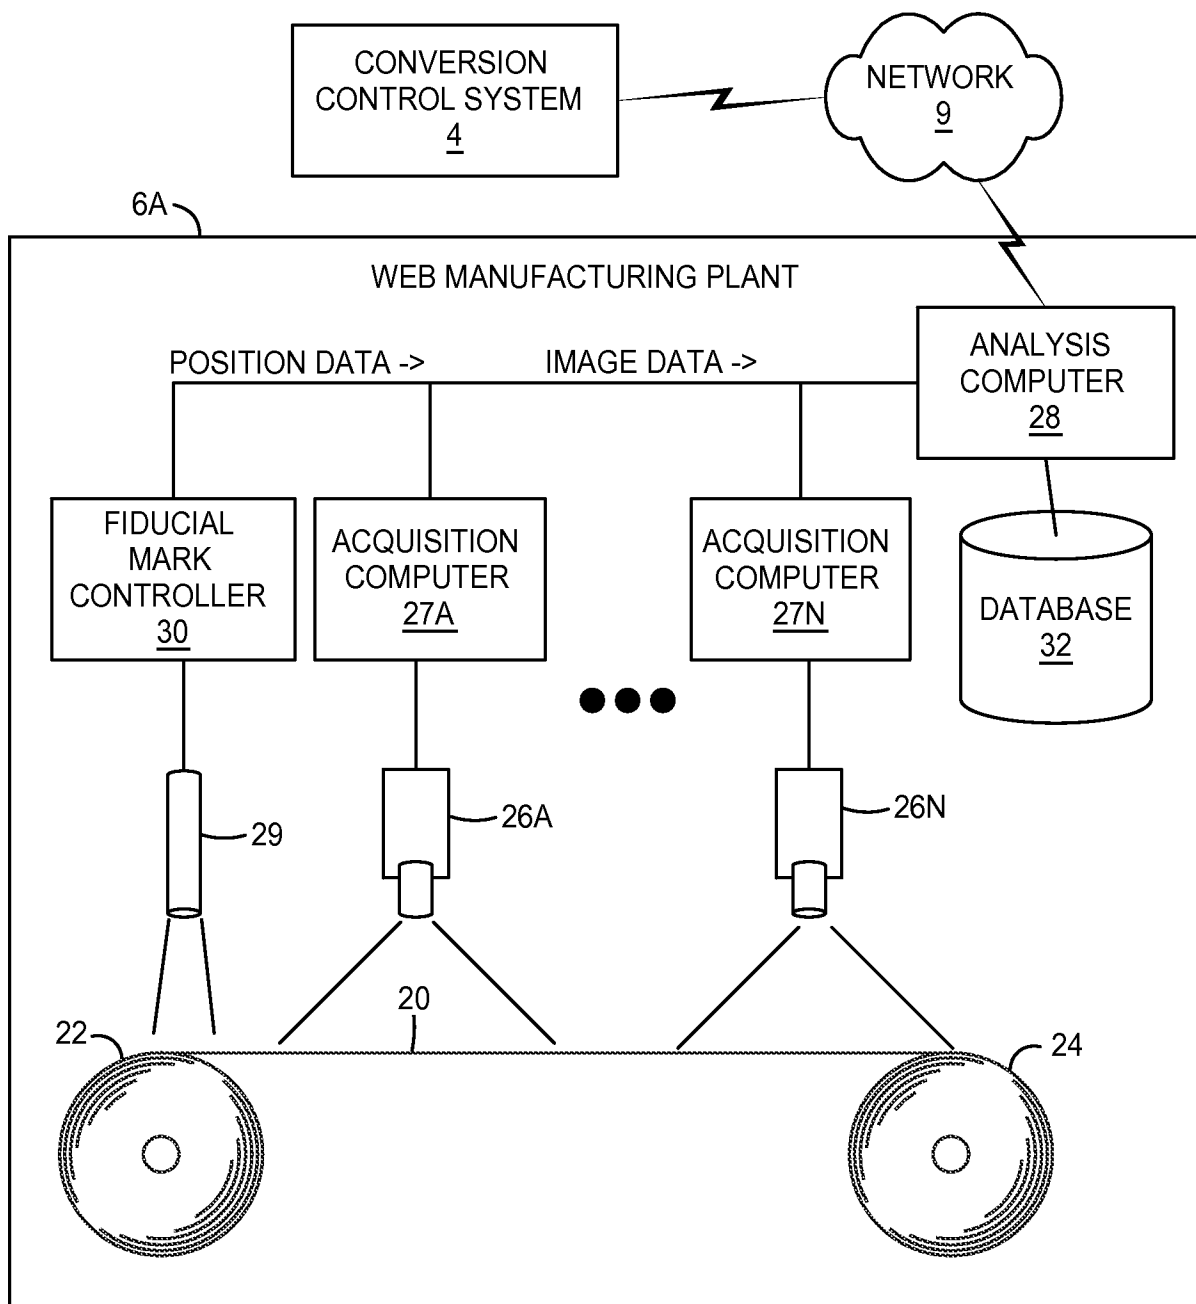 CONVERSION
CONTROL SYSTEM
4
NETWORK
9
6A
WEB MANUFACTURING PLANT
POSITION DATA ->
IMAGE DATA ->
ANALYSIS
COMPUTER
28
FIDUCIAL
MARK
CONTROLLER
30
ACQUISITION
COMPUTER
27A
ACQUISITION
COMPUTER
27N
DATABASE
32
29
26A
26N
20
22
24